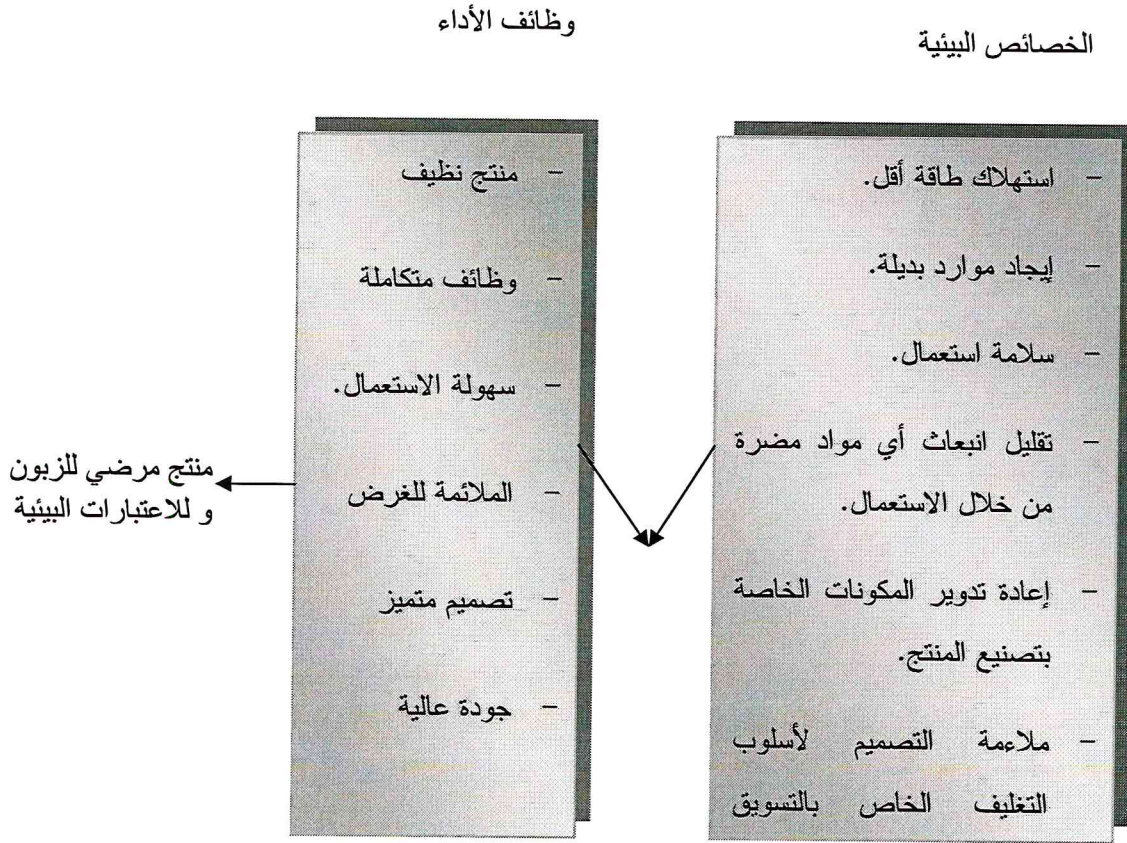 الخصائص البيئية
- استهلاك طاقة أقل.
- إيجاد موارد بديلة.
- سلامة استعمال.
- تقليل انبعاث أي مواد مضرة
من خلال الاستعمال.
- إعادة تدوير المكونات الخاصة
بتصنيع المنتج.
- ملاءمة التصميم لأسلوب
التغليف الخاص بالتسويق
وظائف الأداء
- منتج نظيف
- وظائف متكاملة
- سهولة الاستعمال.
- الملائمة للغرض
- تصميم متميز
- جودة عالية
منتج مرضي للزبون
و للاعتبارات البيئية